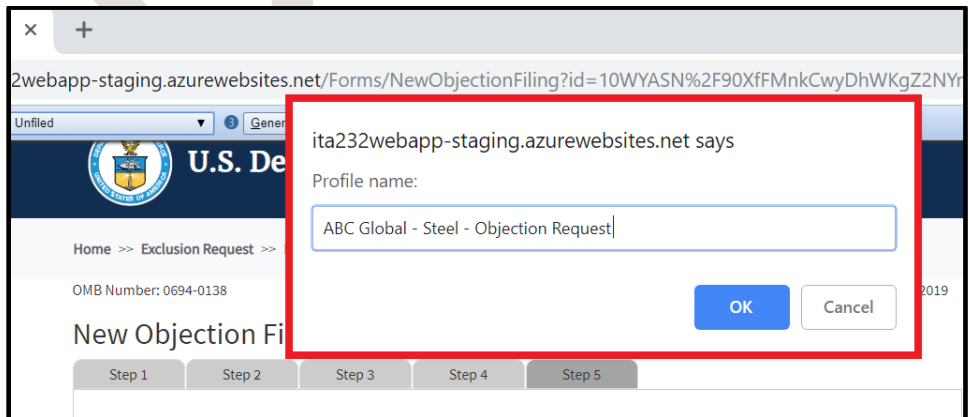 × +
2webapp-staging.azurewebsites.net/Forms/NewObjectionFiling?id=10WYASN%2F90XfFMnkCwyDhWKgZ2NYr
Unfiled ▼ 3 Gener
ita232webapp-staging.azurewebsites.net says
U.S. De
Profile name:
ABC Global - Steel - Objection Request
Home >> Exclusion Request >>
OMB Number: 0694-0138
2019
OK Cancel
New Objection Fi
Step 1 Step 2 Step 3 Step 4 Step 5